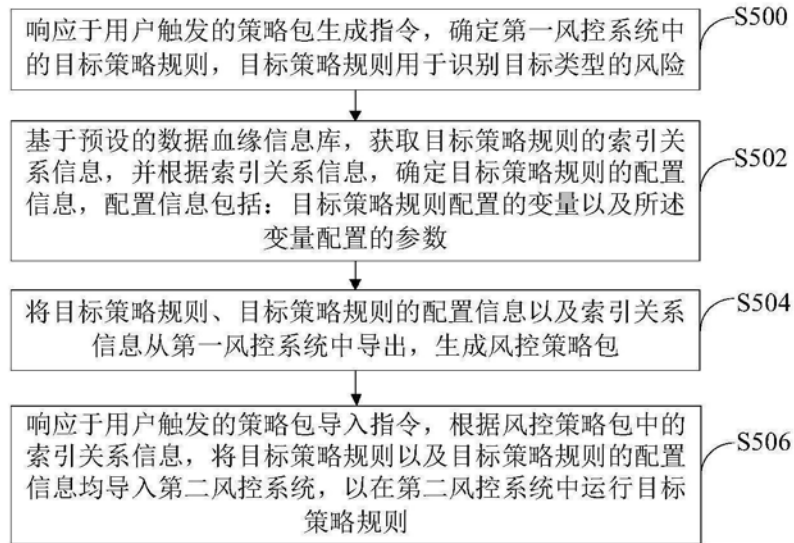 响应于用户触发的策略包生成指令，确定第一风控系统中
的目标策略规则，目标策略规则用于识别目标类型的风险
S500
基于预设的数据血缘信息库，获取目标策略规则的索引关
系信息，并根据索引关系信息，确定目标策略规则的配置
信息，配置信息包括：目标策略规则配置的变量以及所述
变量配置的参数
S502
将目标策略规则、目标策略规则的配置信息以及索引关系
信息从第一风控系统中导出，生成风控策略包
S504
响应于用户触发的策略包导入指令，根据风控策略包中的
索引关系信息，将目标策略规则以及目标策略规则的配置
信息均导入第二风控系统，以在第二风控系统中运行目标
策略规则
S506